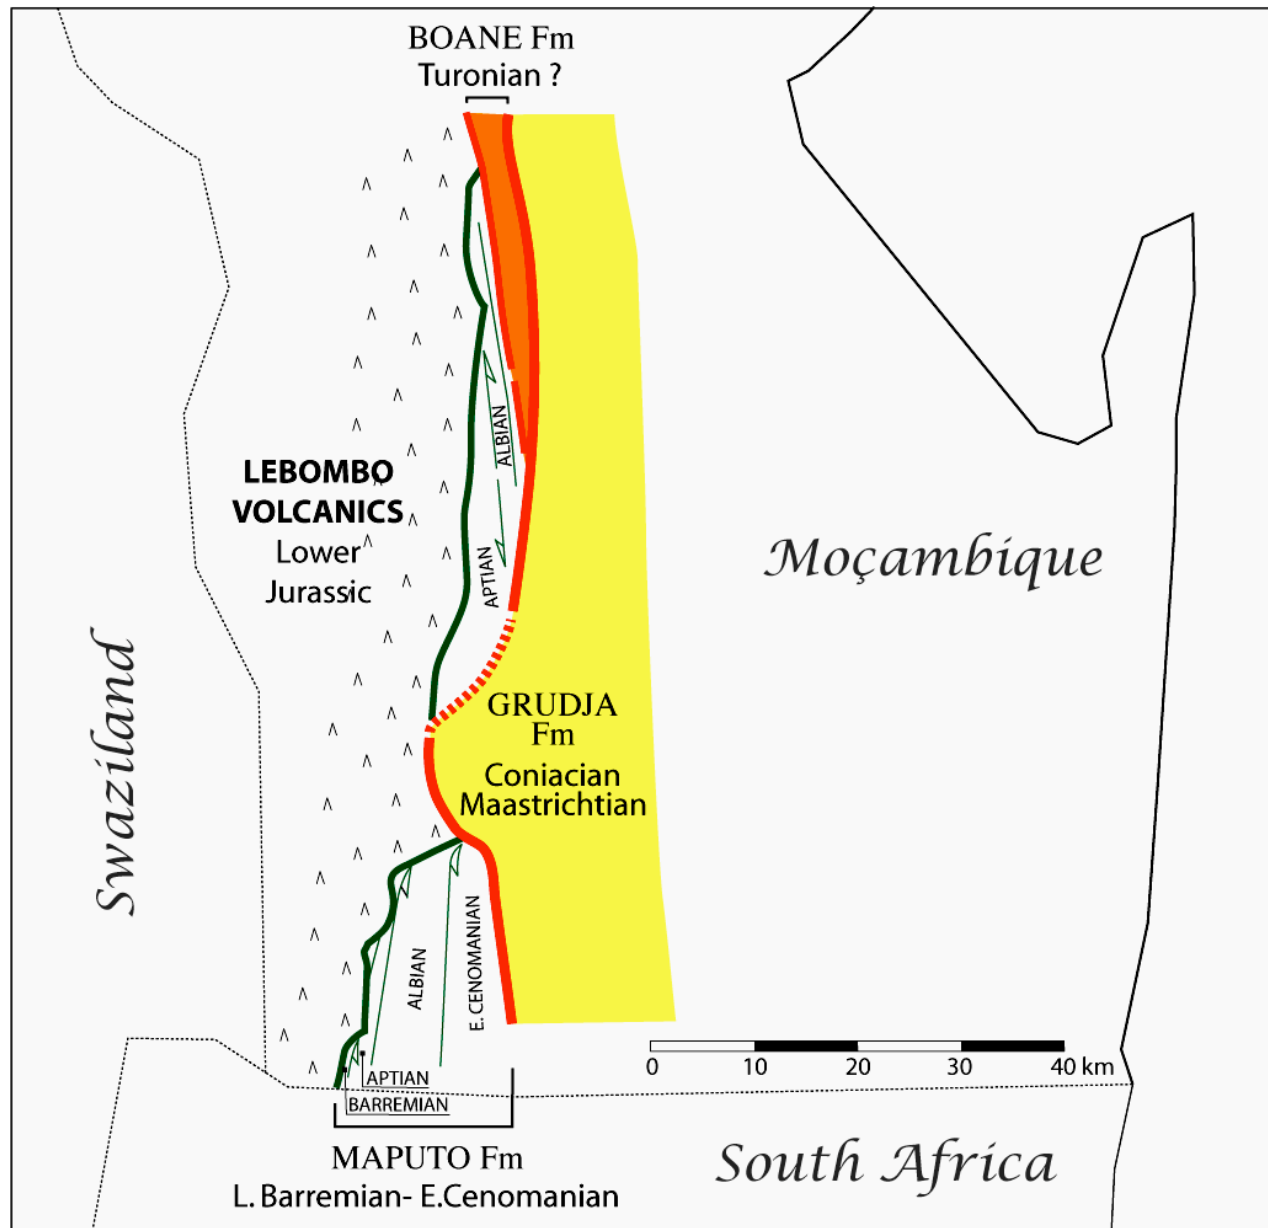 BOANE Fm
Turonian ?
LEBOMBO
VOLCANICS
Lower
Jurassic
ALBIAN
APTIAN
Moçambique
Swaziland
GRUDJA
Fm
Coniacian
Maastrichtian
ALBIAN
E. CENOMANIAN
0 10 20 30 40 km
APTIAN
BARREMIAN
MAPUTO Fm
L. Barremian- E.Cenomanian
South Africa